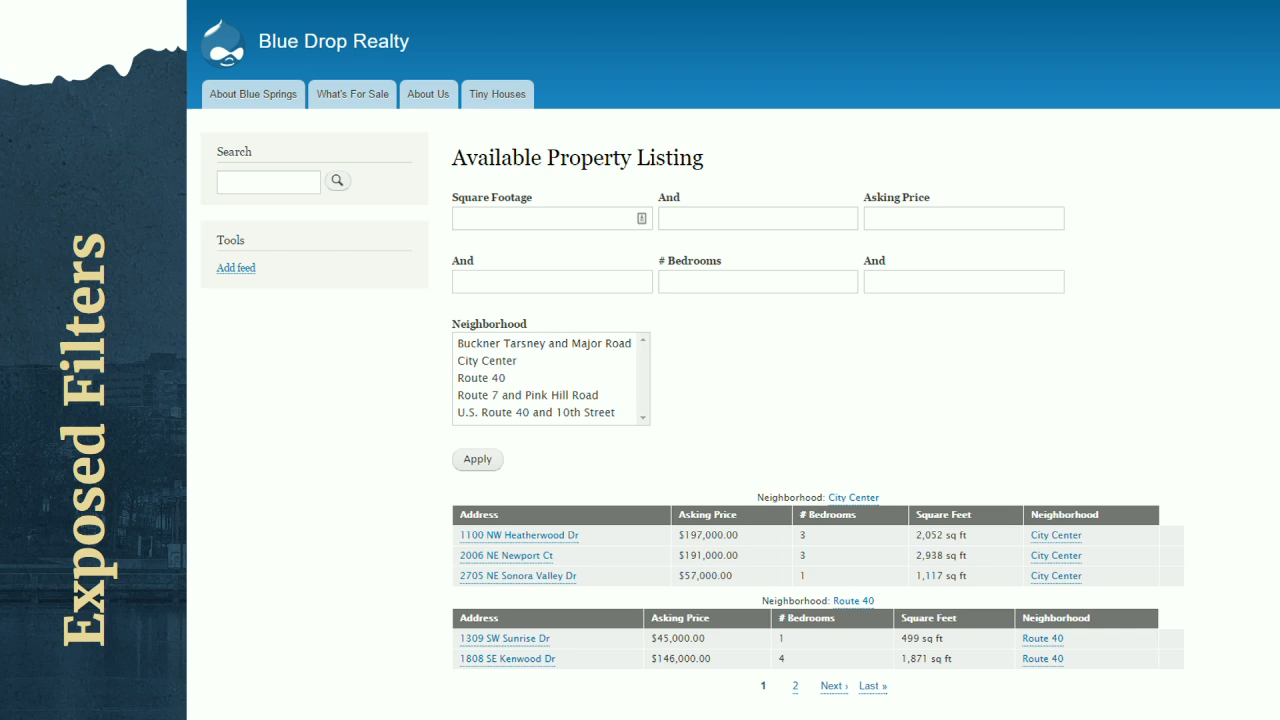 Exposed Filters
Blue Drop Realty
About Blue Springs What's For Sale About Us Tiny Houses
Search
Tools
Add feed
Available Property Listing
Square Footage And Asking Price
And # Bedrooms And
Neighborhood
Buckner Tarsney and Major Road
City Center
Route 40
Route 7 and Pink Hill Road
U.S. Route 40 and 10th Street
Apply
Neighborhood: City Center
Address Asking Price # Bedrooms Square Feet Neighborhood
1100 NW Heatherwood Dr $197,000.00 3 2,052 sq ft City Center
2006 NE Newport Ct $191,000.00 3 2,938 sq ft City Center
2705 NE Sonora Valley Dr $57,000.00 1 1,117 sq ft City Center
Neighborhood: Route 40
Address Asking Price # Bedrooms Square Feet Neighborhood
1309 SW Sunrise Dr $45,000.00 1 499 sq ft Route 40
1808 SE Kenwood Dr $146,000.00 4 1,871 sq ft Route 40
1 2 Next › Last »